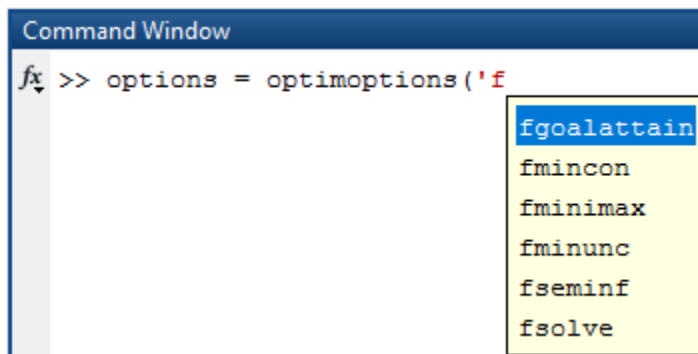 Command Window
fx >> options = optimoptions('f
fgoalattain
fmincon
fminimax
fminunc
fseminf
fsolve